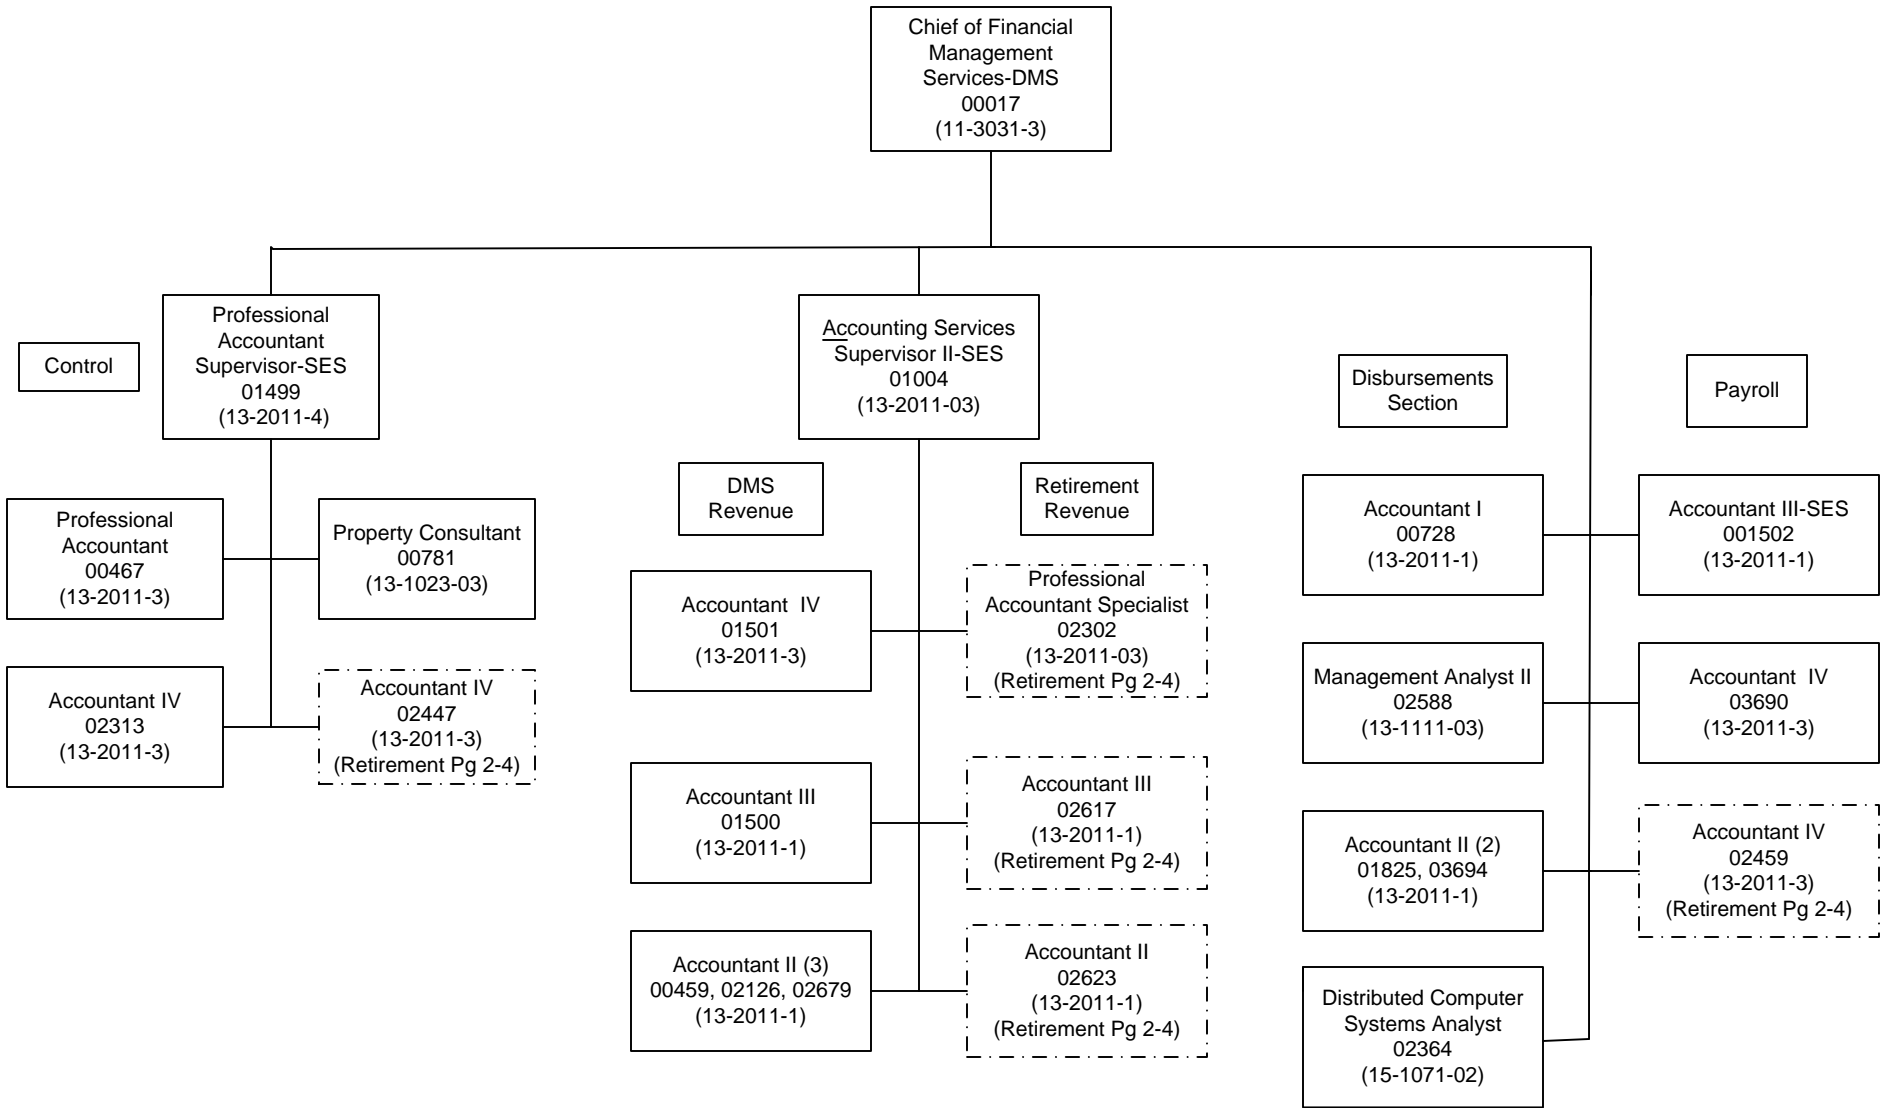 Chief of Financial
Management
Services-DMS
00017
(11-3031-3)
Control
Professional
Accountant
Supervisor-SES
01499
(13-2011-4)
Professional
Accountant
00467
(13-2011-3)
Property Consultant
00781
(13-1023-03)
Accountant IV
02313
(13-2011-3)
Accountant IV
02447
(13-2011-3)
(Retirement Pg 2-4)
Accounting Services
Supervisor II-SES
01004
(13-2011-03)
DMS
Revenue
Retirement
Revenue
Accountant  IV
01501
(13-2011-3)
Professional
Accountant Specialist
02302
(13-2011-03)
(Retirement Pg 2-4)
Accountant III
01500
(13-2011-1)
Accountant III
02617
(13-2011-1)
(Retirement Pg 2-4)
Accountant II (3)
00459, 02126, 02679
(13-2011-1)
Accountant II
02623
(13-2011-1)
(Retirement Pg 2-4)
Disbursements
Section
Payroll
Accountant I
00728
(13-2011-1)
Accountant III-SES
001502
(13-2011-1)
Management Analyst II
02588
(13-1111-03)
Accountant  IV
03690
(13-2011-3)
Accountant II (2)
01825, 03694
(13-2011-1)
Accountant IV
02459
(13-2011-3)
(Retirement Pg 2-4)
Distributed Computer
Systems Analyst
02364
(15-1071-02)